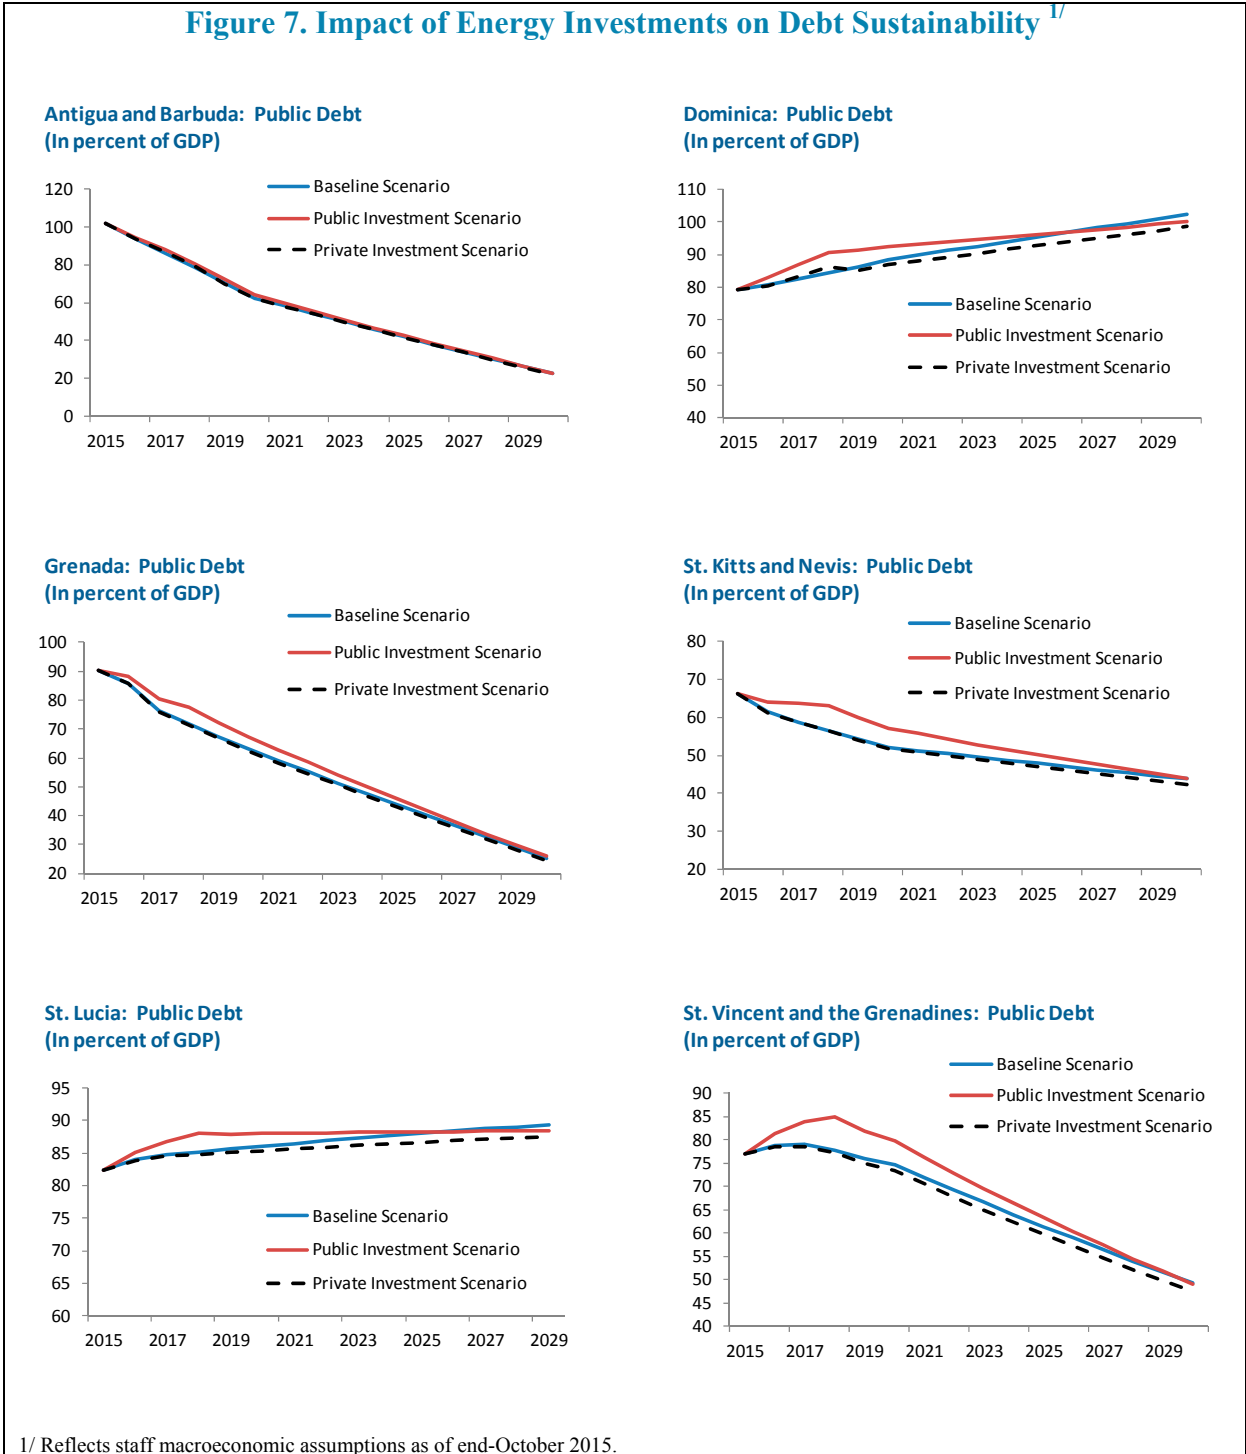 Figure 7. Impact of Energy Investments on Debt Sustainability 1/
Antigua and Barbuda: Public Debt
(In percent of GDP)
Baseline Scenario
Public Investment Scenario
Private Investment Scenario
120
100
80
60
40
20
0
2015 2017 2019 2021 2023 2025 2027 2029
Dominica: Public Debt
(In percent of GDP)
110
100
90
80
70
60
50
40
Baseline Scenario
Public Investment Scenario
Private Investment Scenario
2015 2017 2019 2021 2023 2025 2027 2029
Grenada: Public Debt
(In percent of GDP)
Baseline Scenario
Public Investment Scenario
Private Investment Scenario
100
90
80
70
60
50
40
30
20
2015 2017 2019 2021 2023 2025 2027 2029
St. Kitts and Nevis: Public Debt
(In percent of GDP)
Baseline Scenario
Public Investment Scenario
Private Investment Scenario
80
70
60
50
40
30
20
2015 2017 2019 2021 2023 2025 2027 2029
St. Lucia: Public Debt
(In percent of GDP)
95
90
85
80
75
70
65
60
Baseline Scenario
Public Investment Scenario
Private Investment Scenario
2015 2017 2019 2021 2023 2025 2027 2029
St. Vincent and the Grenadines: Public Debt
(In percent of GDP)
Baseline Scenario
Public Investment Scenario
Private Investment Scenario
90
85
80
75
70
65
60
55
50
45
40
2015 2017 2019 2021 2023 2025 2027 2029
1/ Reflects staff macroeconomic assumptions as of end-October 2015.